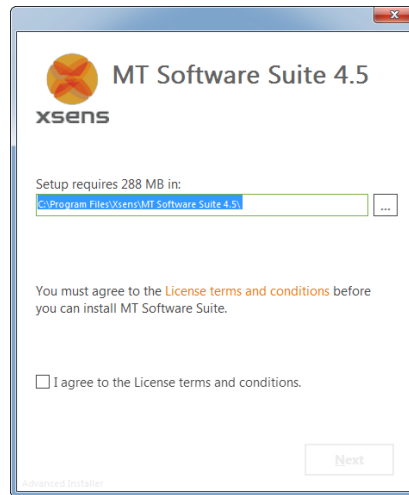 x
MT Software Suite 4.5
xsens
Setup requires 288 MB in:
C:\Program Files\Xsens\MT Software Suite 4.5\
...
You must agree to the License terms and conditions before
you can install MT Software Suite.
I agree to the License terms and conditions.
Next
Advanced Installer